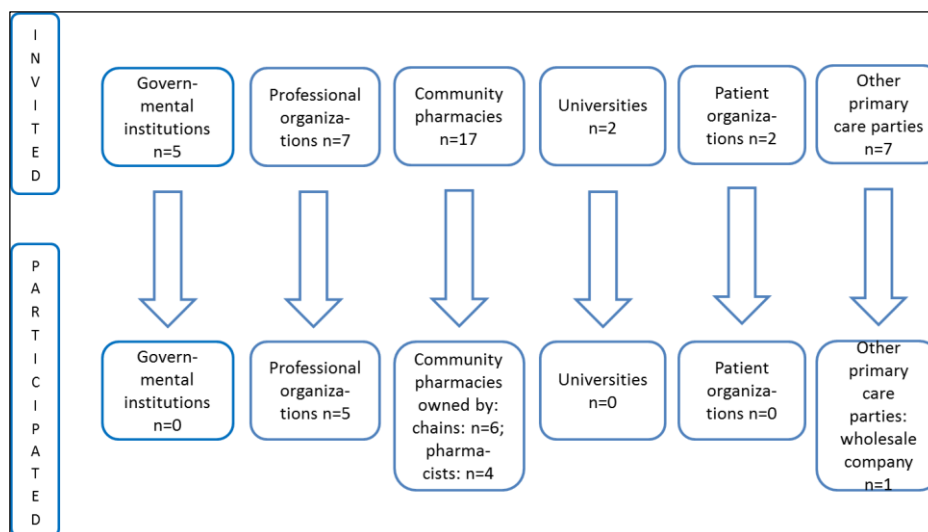 INVITED
Govern-
mental
institutions
n=5
Professional
organiza-
tions n=7
Community
pharmacies
n=17
Universities
n=2
Patient
organiza-
tions n=2
Other
primary
care parties
n=7
PARTICIPATED
Govern-
mental
institutions
n=0
Professional
organiza-
tions n=5
Community
pharmacies
owned by:
chains: n=6;
pharma-
cists: n=4
Universities
n=0
Patient
organiza-
tions n=0
Other
primary
care
parties:
wholesale
company
n=1